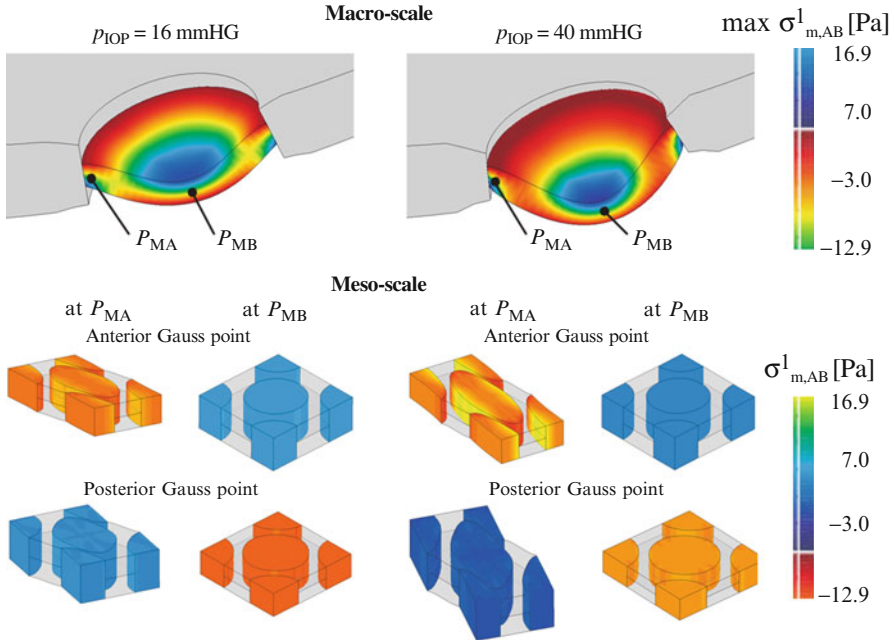 Macro-scale
p_IOP = 16 mmHG
p_IOP = 40 mmHG
max σ¹_m,AB [Pa]
16.9
7.0
−3.0
−12.9
P_MA
P_MB
P_MA
P_MB
Meso-scale
at P_MA
at P_MB
at P_MA
at P_MB
Anterior Gauss point
Anterior Gauss point
σ¹_m,AB [Pa]
16.9
7.0
−3.0
−12.9
Posterior Gauss point
Posterior Gauss point